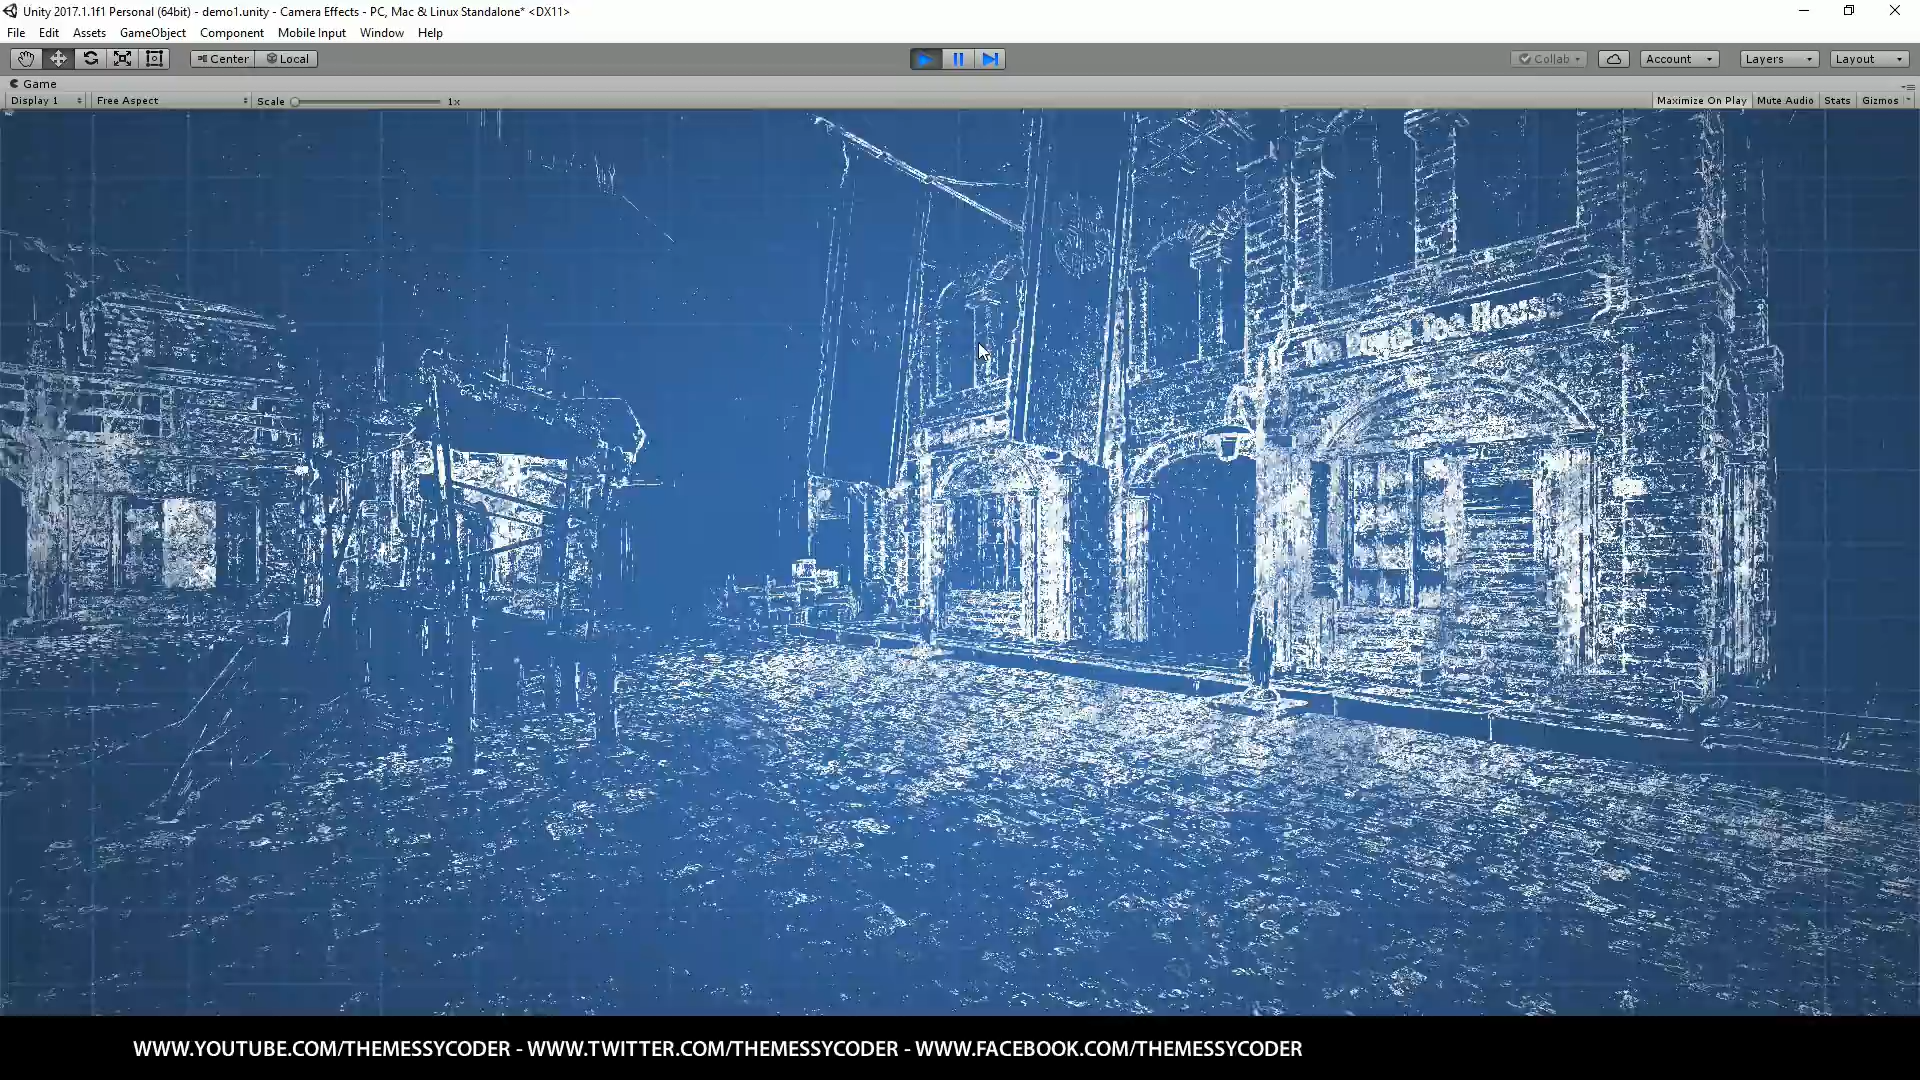 Unity 2017.1.1f1 Personal (64bit) - demo1.unity - Camera Effects - PC, Mac & Linux Standalone* <DX11>
File Edit Assets GameObject Component Mobile Input Window Help
Center Local Collab Account Layers Layout
Game
Display 1 Free Aspect Scale 1x Maximize On Play Mute Audio Stats Gizmos
The House
WWW.YOUTUBE.COM/THEMESSYCODER - WWW.TWITTER.COM/THEMESSYCODER - WWW.FACEBOOK.COM/THEMESSYCODER